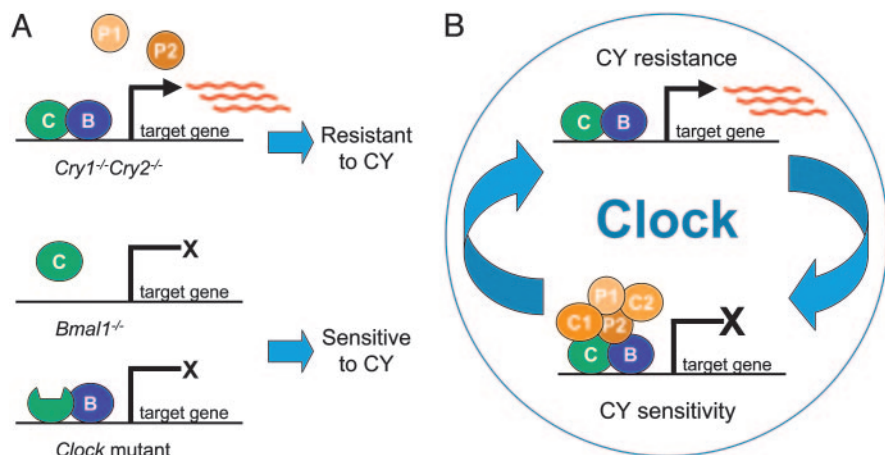 A
P1
P2
C B
target gene
Cry1-/-Cry2-/-
Resistant
to CY
C
X
target gene
Bmal1-/-
Sensitive
to CY
X
B
target gene
Clock mutant
B
CY resistance
C B
target gene
Clock
P1
C2
C1
P2
X
C B
target gene
CY sensitivity